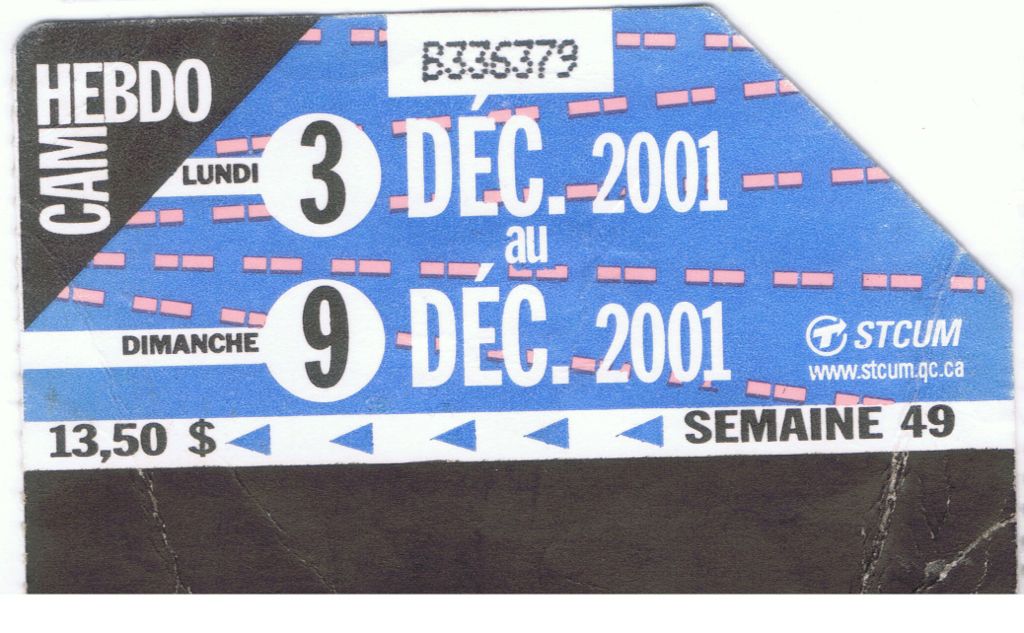 B336379
CAM HEBDO
LUNDI 3 DÉC. 2001
au
DIMANCHE 9 DÉC. 2001
STCUM
www.stcum.qc.ca
13,50 $ SEMAINE 49